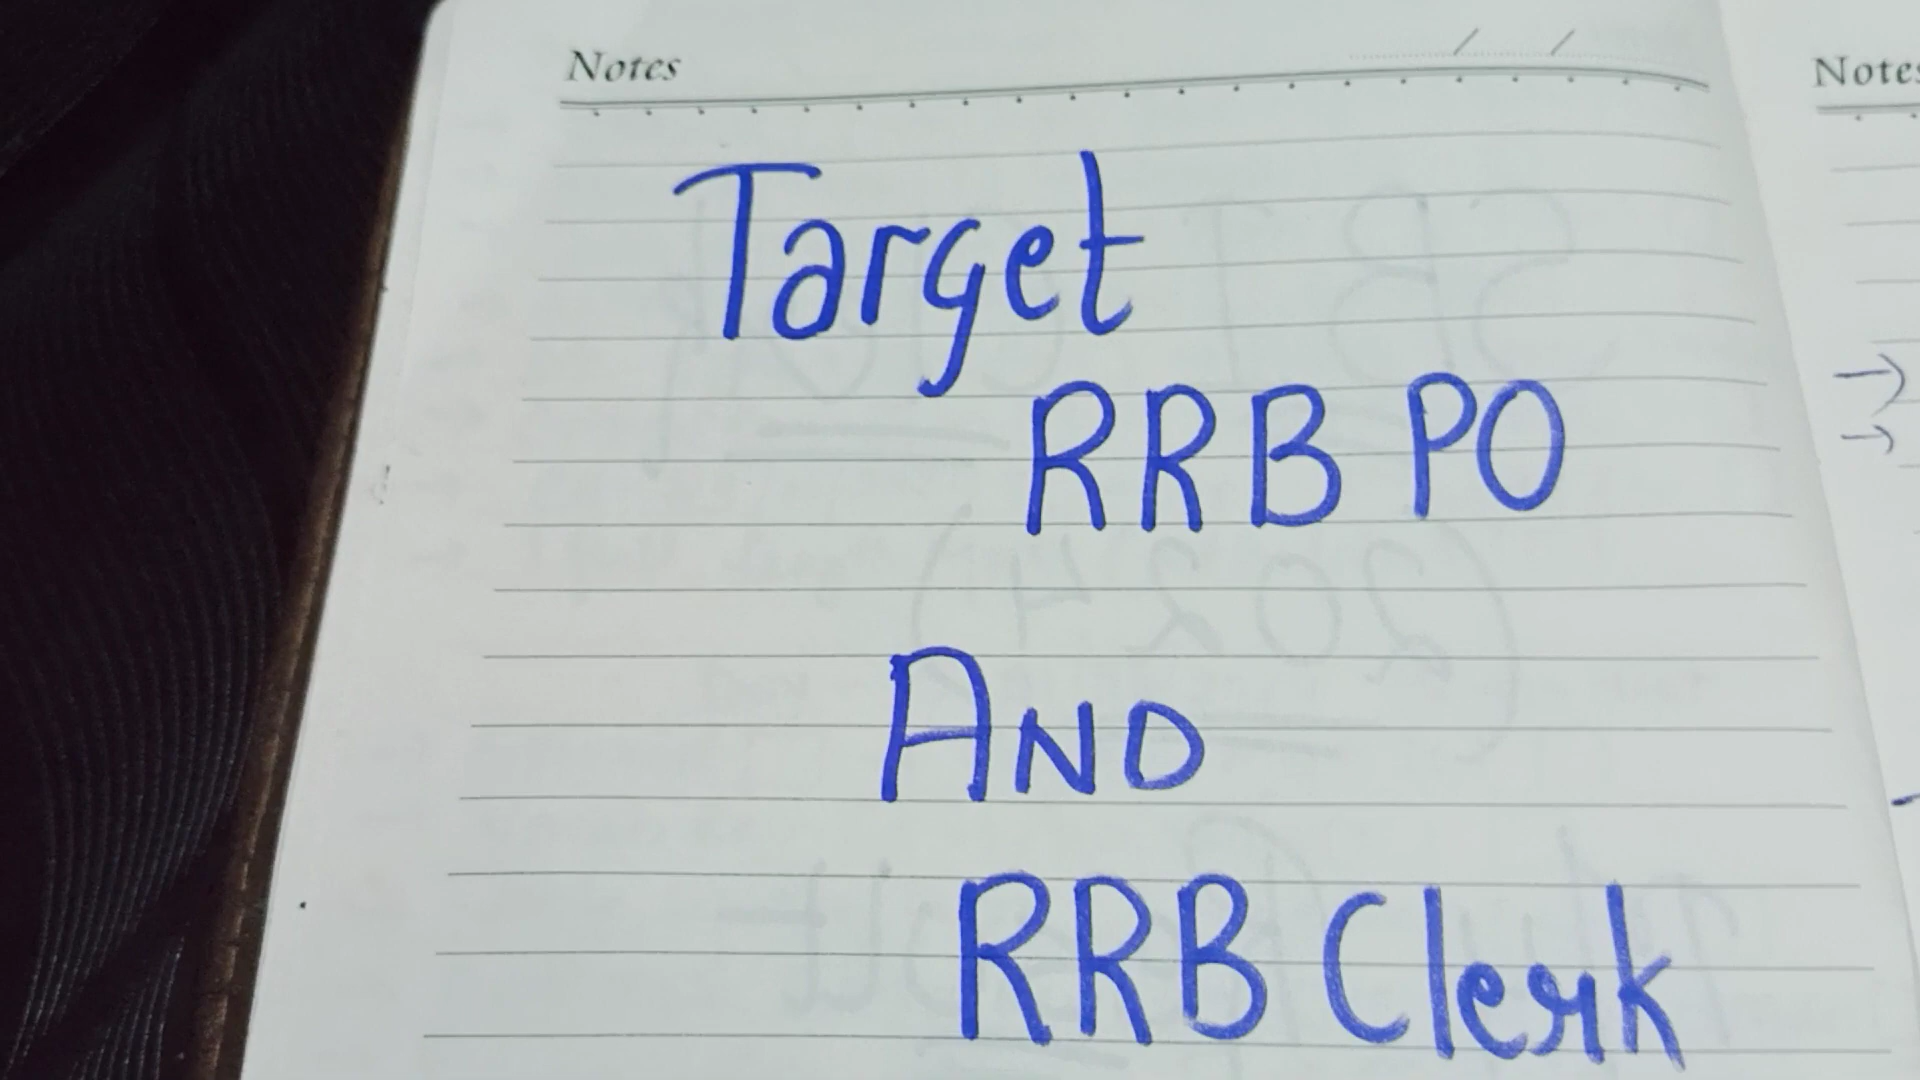 Notes
Target
RRB PO
AND
RRB Clerk
Notes